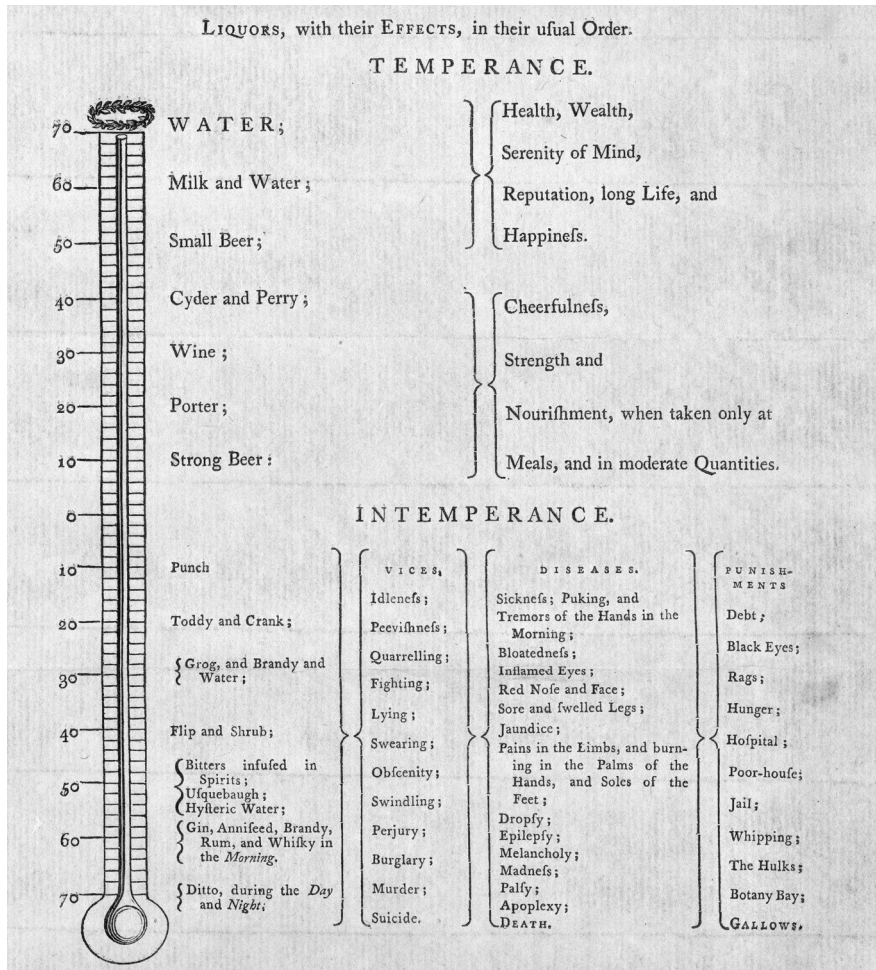 LIQUORS, with their EFFECTS, in their uſual Order.
TEMPERANCE.
70 WATER;
60 Milk and Water;
50 Small Beer;
Health, Wealth,
Serenity of Mind,
Reputation, long Life, and
Happineſs.
40 Cyder and Perry;
30 Wine;
20 Porter;
10 Strong Beer:
Cheerfulneſs,
Strength and
Nouriſhment, when taken only at
Meals, and in moderate Quantities.
0
INTEMPERANCE.
10 Punch
20 Toddy and Crank;
Grog, and Brandy and
30 Water;
40 Flip and Shrub;
Bitters infuſed in
Spirits;
50 Uſquebaugh;
Hyſteric Water;
Gin, Anniſeed, Brandy,
60 Rum, and Whiſky in
the Morning.
70 Ditto, during the Day
and Night;
VICES,
Idleneſs;
Peeviſhneſs;
Quarrelling;
Fighting;
Lying;
Swearing;
Obſcenity;
Swindling;
Perjury;
Burglary;
Murder;
Suicide.
DISEASES.
Sickneſs; Puking, and
Tremors of the Hands in the
Morning;
Bloatedneſs;
Inflamed Eyes;
Red Noſe and Face;
Sore and ſwelled Legs;
Jaundice;
Pains in the Limbs, and burn-
ing in the Palms of the
Hands, and Soles of the
Feet;
Dropſy;
Epilepſy;
Melancholy;
Madneſs;
Palſy;
Apoplexy;
DEATH.
PUNISH-
MENTS
Debt;
Black Eyes;
Rags;
Hunger;
Hoſpital;
Poor-houſe;
Jail;
Whipping;
The Hulks;
Botany Bay;
GALLOWS.